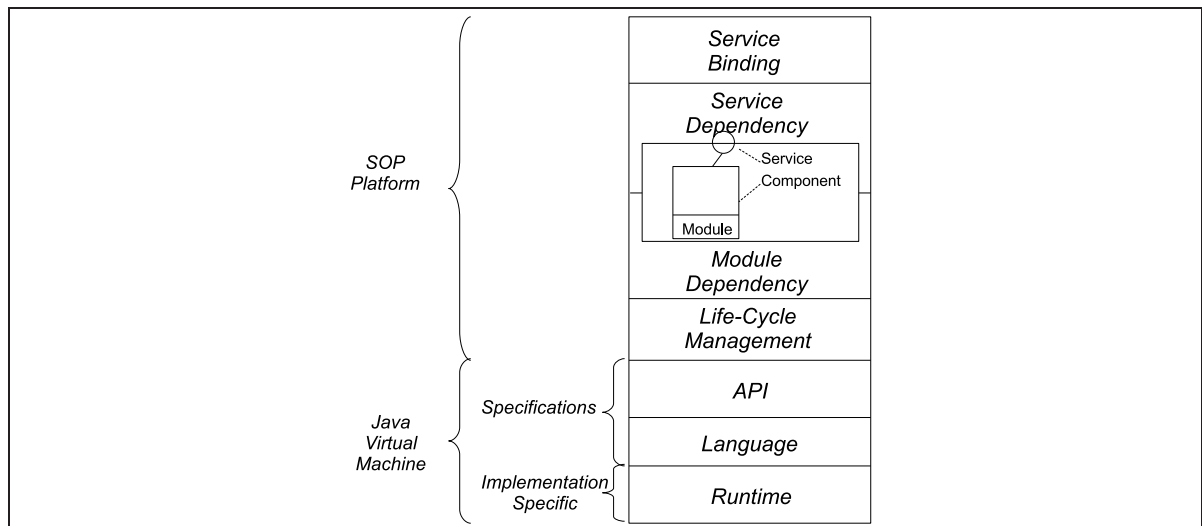 Service
Binding
Service
Dependency
Service
Component
Module
SOP
Platform
Module
Dependency
Life-Cycle
Management
API
Specifications
Java
Virtual
Machine
Language
Implementation
Specific
Runtime